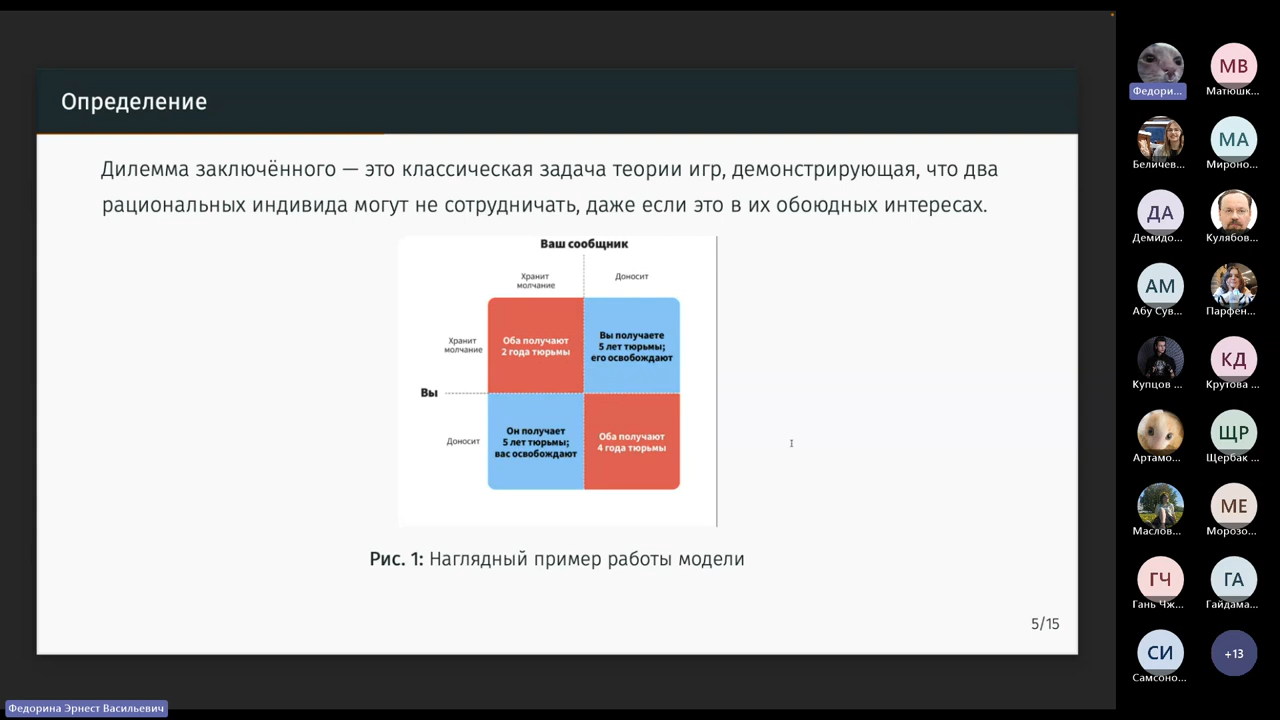 Определение
Дилемма заключённого — это классическая задача теории игр, демонстрирующая, что два
рациональных индивида могут не сотрудничать, даже если это в их обоюдных интересах.
Ваш сообщник
Хранит
молчание
Доносит
Хранит
молчание
Оба получают
2 года тюрьмы
Вы получаете
5 лет тюрьмы;
его освобождают
Вы
Доносит
Он получает
5 лет тюрьмы;
вас освобождают
Оба получают
4 года тюрьмы
Рис. 1: Наглядный пример работы модели
5/15
Федорина Эрнест Васильевич
Федори...
МВ
Матюшк...
Беличев...
МА
Мироно...
ДА
Демидо...
Кулябов...
АМ
Абу Сув...
Парфен...
Купцов ...
КД
Крутова ...
Артамо...
ЩР
Щербак ...
Маслов...
МЕ
Морозо...
ГЧ
Гань Чж...
ГА
Гайдама...
СИ
Самсоно...
+13